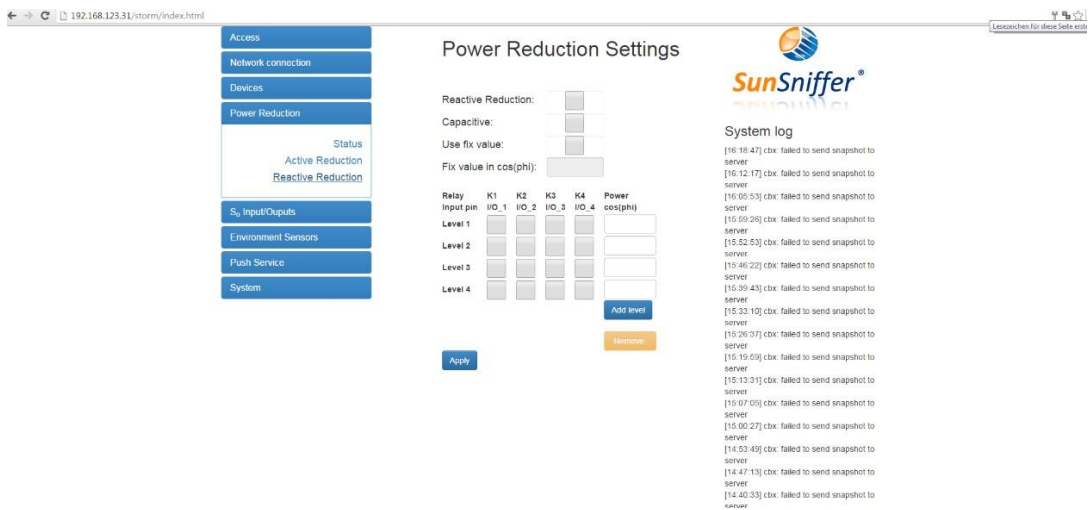 192.168.123.31/storm/index.html
Lesezeichen für diese Seite erste
Access
Network connection
Devices
Power Reduction
Status
Active Reduction
Reactive Reduction
S₀ Input/Ouputs
Environment Sensors
Push Service
System
Power Reduction Settings
Reactive Reduction:
Capacitive:
Use fix value:
Fix value in cos(phi):
Relay K1 K2 K3 K4 Power
Input pin I/O_1 I/O_2 I/O_3 I/O_4 cos(phi)
Level 1
Level 2
Level 3
Level 4
Add level
Remove
Apply
SunSniffer®
System log
[16:18:47] cbx: failed to send snapshot to
server
[16:12:17] cbx: failed to send snapshot to
server
[16:05:53] cbx: failed to send snapshot to
server
[15:59:26] cbx: failed to send snapshot to
server
[15:52:53] cbx: failed to send snapshot to
server
[15:46:22] cbx: failed to send snapshot to
server
[15:39:43] cbx: failed to send snapshot to
server
[15:33:10] cbx: failed to send snapshot to
server
[15:26:37] cbx: failed to send snapshot to
server
[15:19:59] cbx: failed to send snapshot to
server
[15:13:31] cbx: failed to send snapshot to
server
[15:07:05] cbx: failed to send snapshot to
server
[15:00:27] cbx: failed to send snapshot to
server
[14:53:49] cbx: failed to send snapshot to
server
[14:47:13] cbx: failed to send snapshot to
server
[14:40:33] cbx: failed to send snapshot to
server